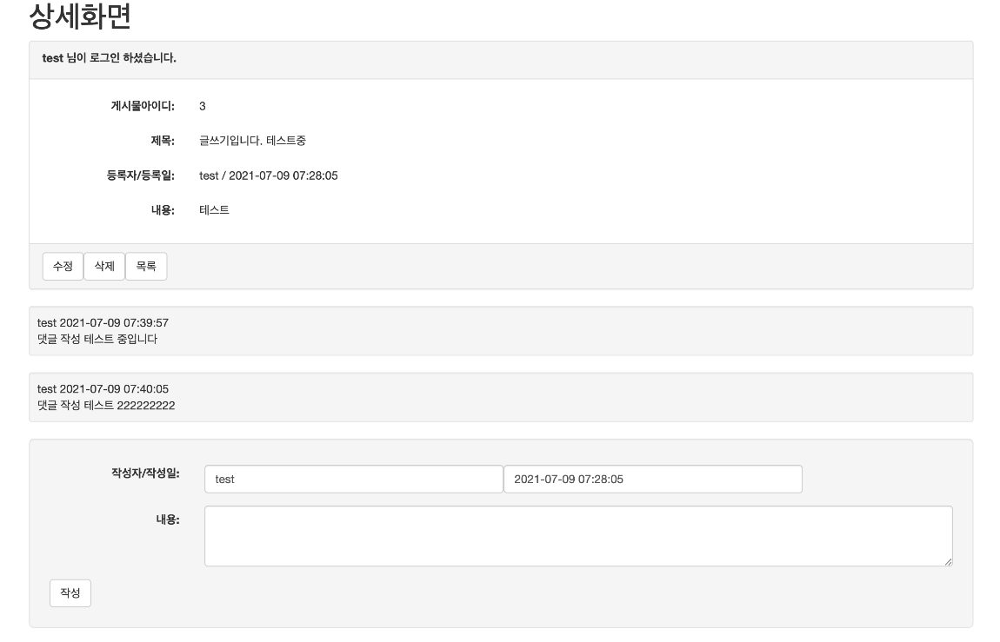 상세화면
test 님이 로그인 하셨습니다.
게시물아이디: 3
제목: 글쓰기입니다. 테스트중
등록자/등록일: test / 2021-07-09 07:28:05
내용: 테스트
수정 삭제 목록
test 2021-07-09 07:39:57
댓글 작성 테스트 중입니다
test 2021-07-09 07:40:05
댓글 작성 테스트 222222222
작성자/작성일: test 2021-07-09 07:28:05
내용:
작성